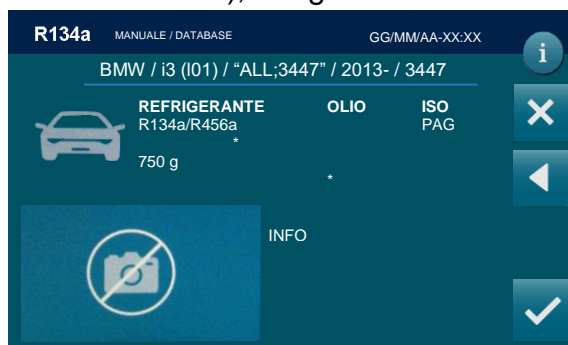 R134a MANUALE / DATABASE GG/MM/AA-XX:XX
i
BMW / i3 (I01) / “ALL;3447” / 2013- / 3447
REFRIGERANTE OLIO ISO
R134a/R456a PAG
*
750 g
*
INFO